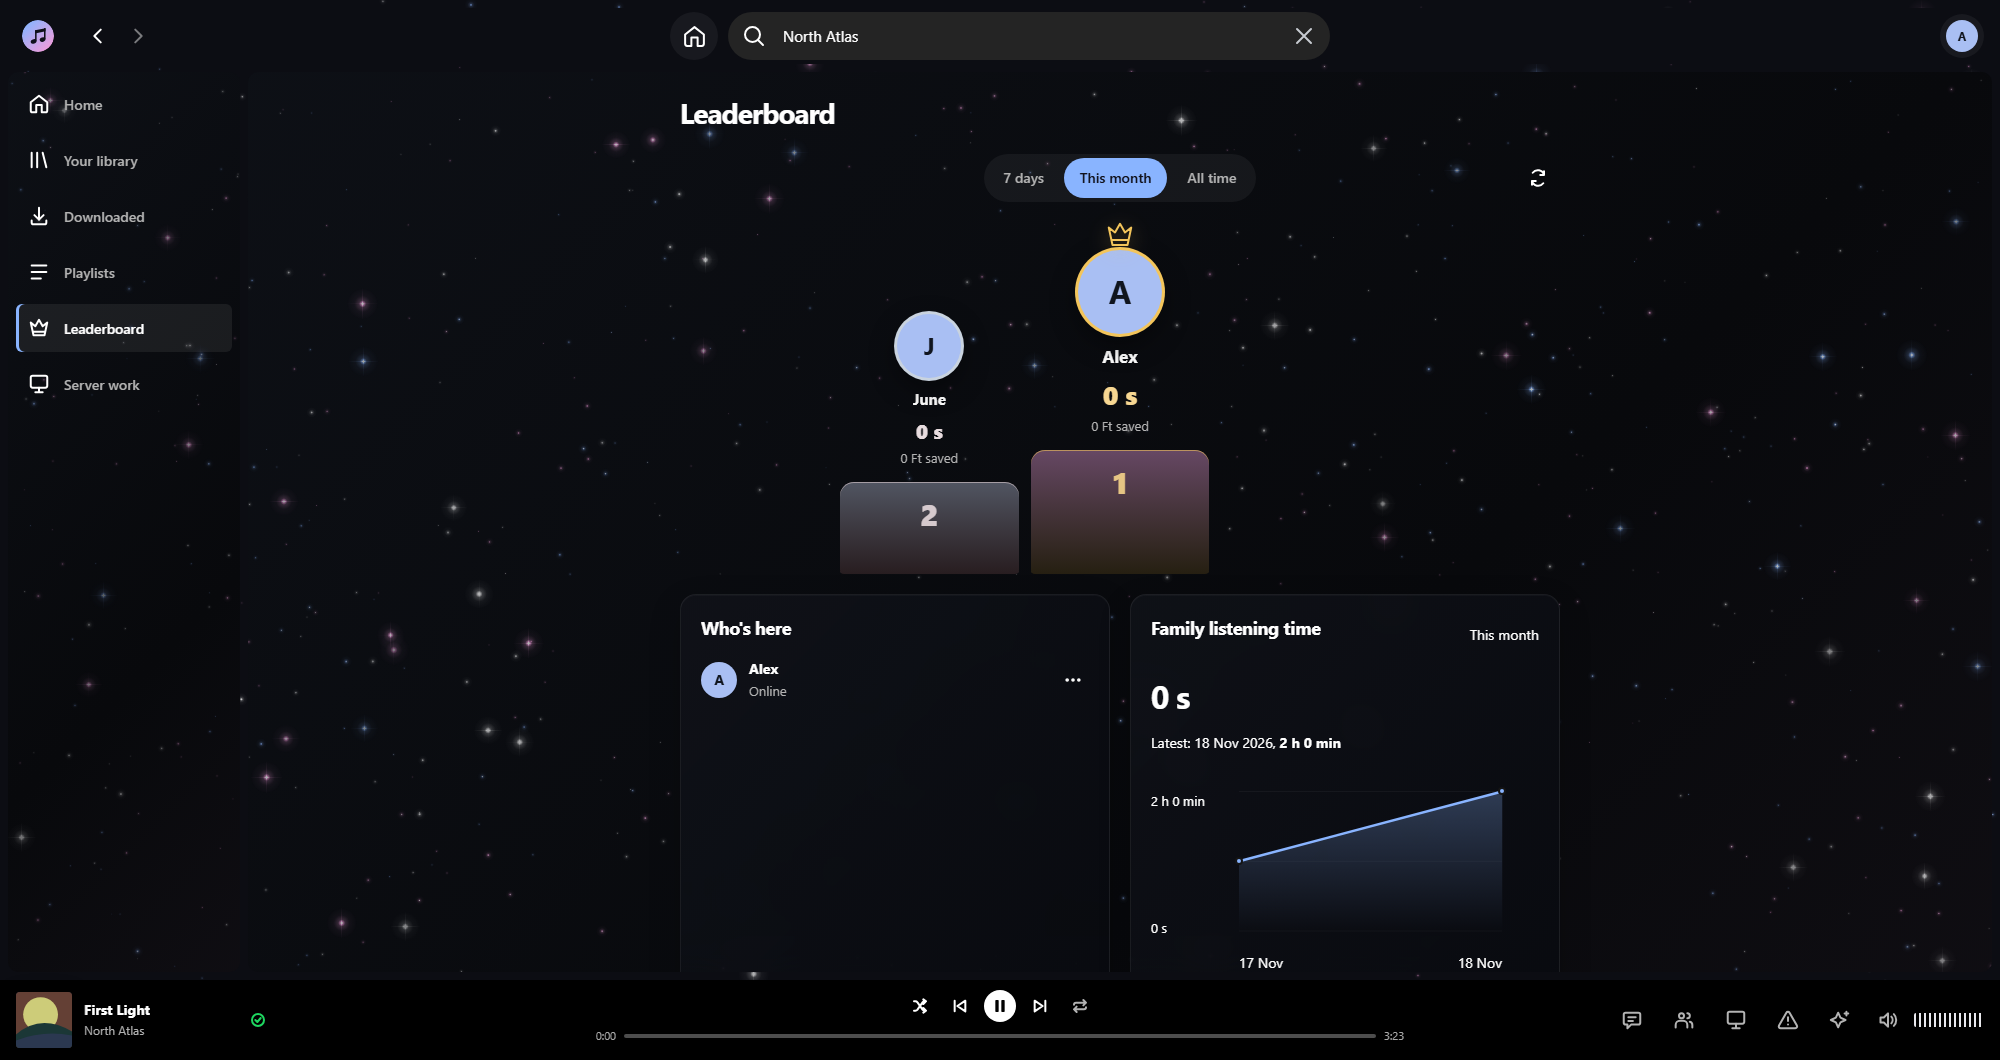 North Atlas
A
Home
Your library
Downloaded
Playlists
Leaderboard
Server work
Leaderboard
7 days
This month
All time
A
Alex
0 s
0 Ft saved
1
J
June
0 s
0 Ft saved
2
Who's here
A
Alex
Online
Family listening time
This month
0 s
Latest: 18 Nov 2026, 2 h 0 min
2 h 0 min
0 s
17 Nov
18 Nov
First Light
North Atlas
0:00
3:23